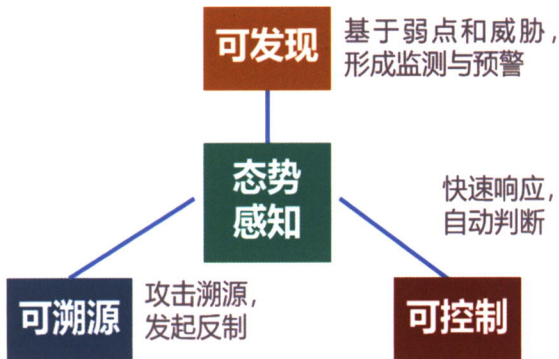 可发现
基于弱点和威胁，
形成监测与预警
态势
感知
快速响应，
自动判断
可溯源
攻击溯源，
发起反制
可控制